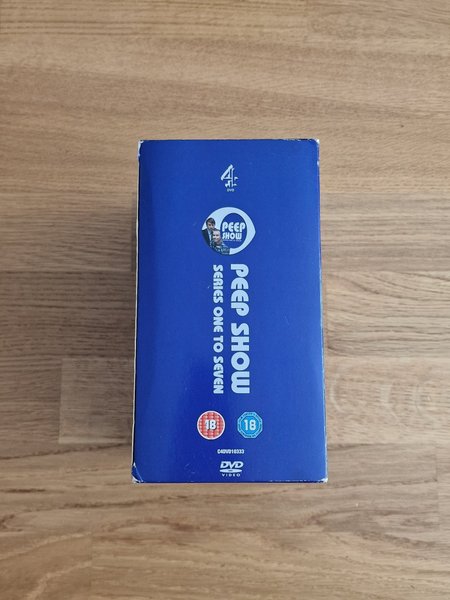 4
DVD
PEEP
SHOW
PEEP SHOW
SERIES ONE TO SEVEN
18
18
C4DVD10333
DVD
VIDEO